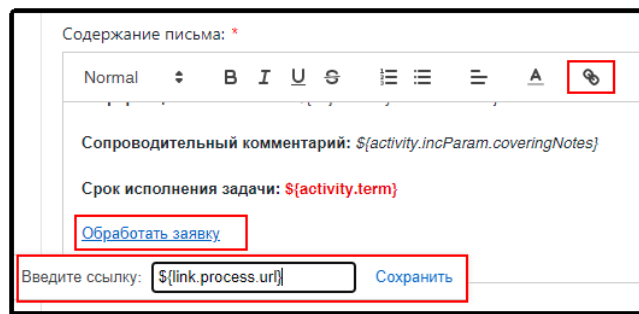 Содержание письма: *
Normal B I U S A
Сопроводительный комментарий: ${activity.incParam.coveringNotes}
Срок исполнения задачи: ${activity.term}
Обработать заявку
Введите ссылку: ${link.process.url} Сохранить